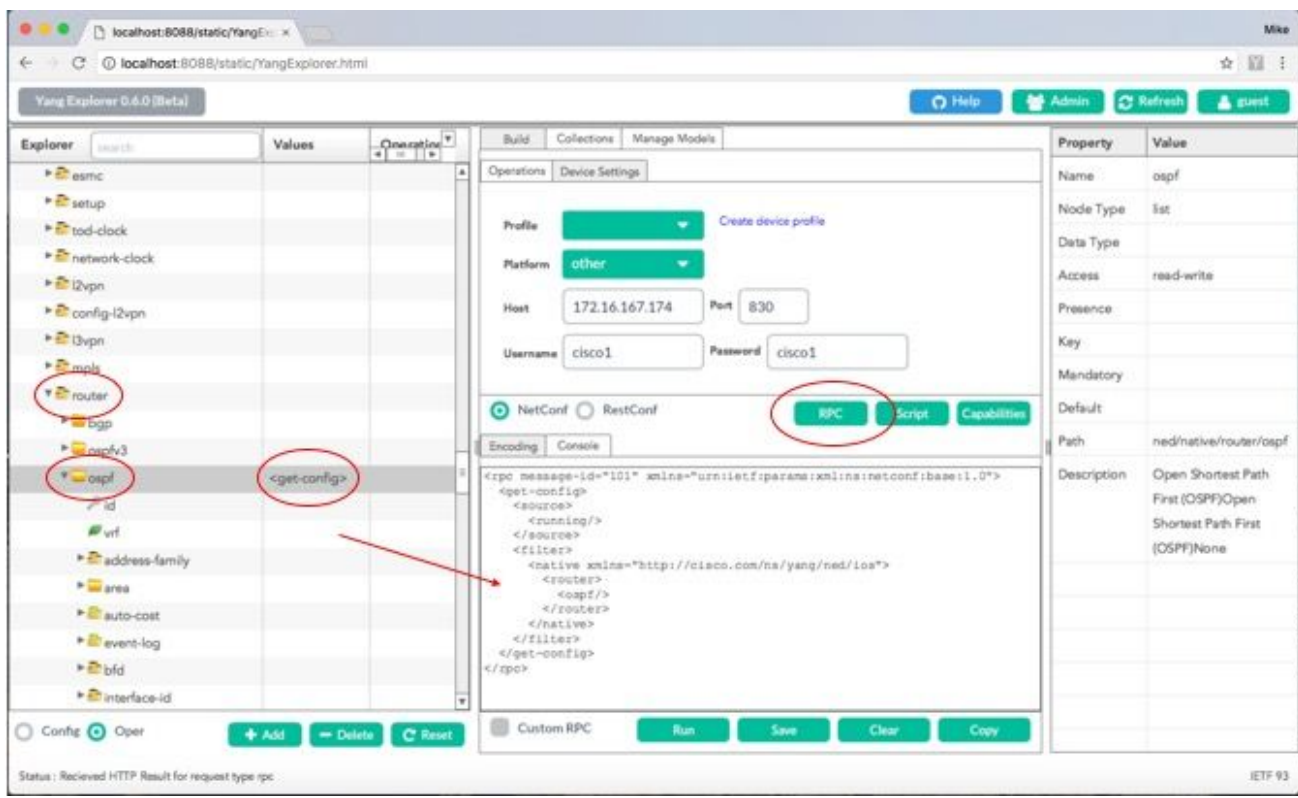 localhost:8088/static/YangEx
Mike
localhost:8088/static/YangExplorer.html
Yang Explorer 0.6.0 (Beta)
Help
Admin
Refresh
guest
Explorer
search
Values
Operation
esmc
setup
tod-clock
network-clock
l2vpn
config-l2vpn
l3vpn
mpls
router
bgp
ospfv3
ospf
<get-config>
id
vrf
address-family
area
auto-cost
event-log
bfd
interface-id
Config
Oper
Add
Delete
Reset
Build
Collections
Manage Models
Operations
Device Settings
Profile
Create device profile
Platform
other
Host
172.16.167.174
Port
830
Username
cisco1
Password
cisco1
NetConf
RestConf
RPC
Script
Capabilities
Encoding
Console
<rpc message-id="101" xmlns="urn:ietf:params:xml:ns:netconf:base:1.0">
<get-config>
<source>
<running/>
</source>
<filter>
<native xmlns="http://cisco.com/ns/yang/ned/ios">
<router>
<ospf/>
</router>
</native>
</filter>
</get-config>
</rpc>
Custom RPC
Run
Save
Clear
Copy
Property
Value
Name
ospf
Node Type
list
Data Type
Access
read-write
Presence
Key
Mandatory
Default
Path
ned/native/router/ospf
Description
Open Shortest Path
First (OSPF)Open
Shortest Path First
(OSPF)None
Status : Recieved HTTP Result for request type rpc
IETF 93